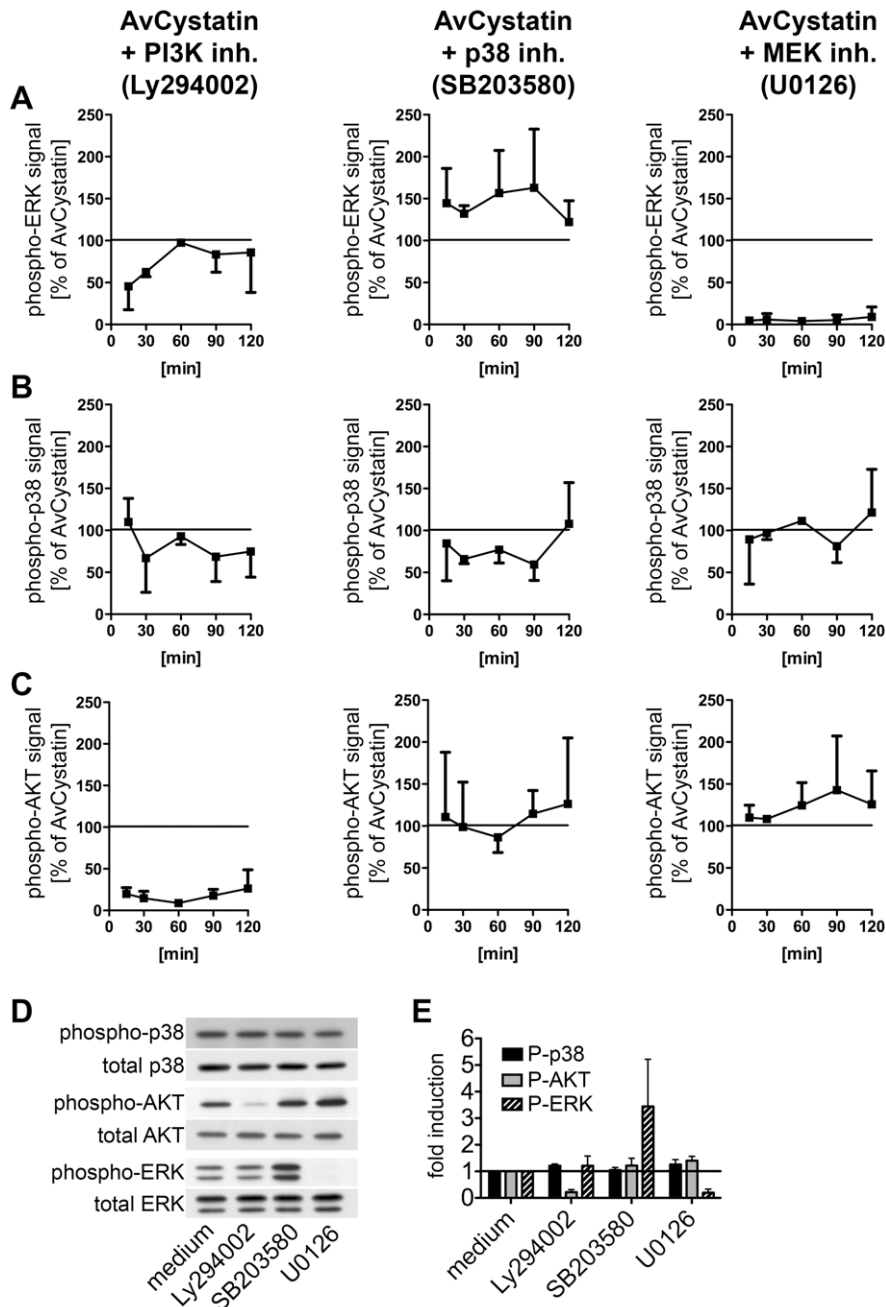 AvCystatin
+ PI3K inh.
(Ly294002)
AvCystatin
+ p38 inh.
(SB203580)
AvCystatin
+ MEK inh.
(U0126)
A
phospho-ERK signal
[% of AvCystatin]
250
200
150
100
50
0
0 30 60 90 120
[min]
phospho-ERK signal
[% of AvCystatin]
250
200
150
100
50
0
0 30 60 90 120
[min]
phospho-ERK signal
[% of AvCystatin]
250
200
150
100
50
0
0 30 60 90 120
[min]
B
phospho-p38 signal
[% of AvCystatin]
250
200
150
100
50
0
0 30 60 90 120
[min]
phospho-p38 signal
[% of AvCystatin]
250
200
150
100
50
0
0 30 60 90 120
[min]
phospho-p38 signal
[% of AvCystatin]
250
200
150
100
50
0
0 30 60 90 120
[min]
C
phospho-AKT signal
[% of AvCystatin]
250
200
150
100
50
0
0 30 60 90 120
[min]
phospho-AKT signal
[% of AvCystatin]
250
200
150
100
50
0
0 30 60 90 120
[min]
phospho-AKT signal
[% of AvCystatin]
250
200
150
100
50
0
0 30 60 90 120
[min]
D
phospho-p38
total p38
phospho-AKT
total AKT
phospho-ERK
total ERK
medium
Ly294002
SB203580
U0126
E
fold induction
6
5
4
3
2
1
0
P-p38
P-AKT
P-ERK
medium
Ly294002
SB203580
U0126